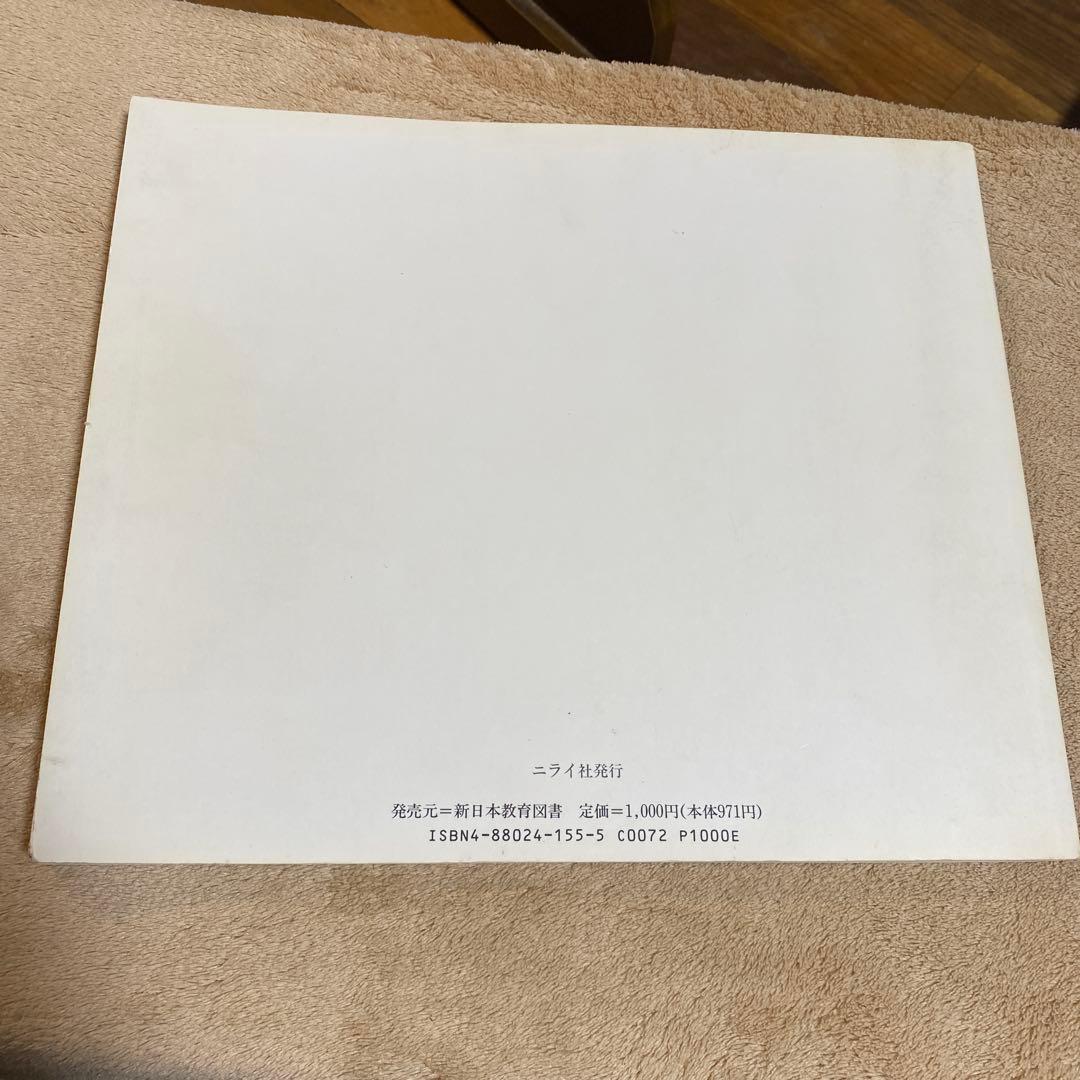 ニライ社発行
発売元＝新日本教育図書　定価＝1,000円(本体971円)
ISBN4-88024-155-5 C0072 P1000E